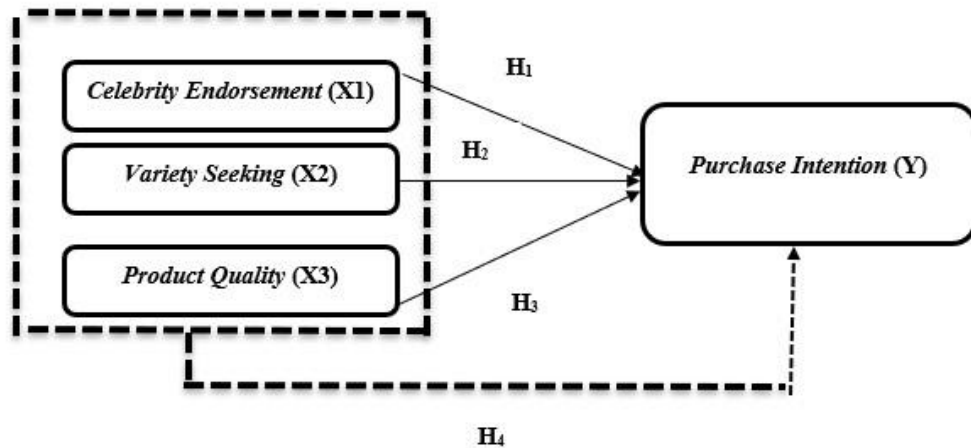 H1
Celebrity Endorsement (X1)
H2
Variety Seeking (X2)
Purchase Intention (Y)
Product Quality (X3)
H3
H4